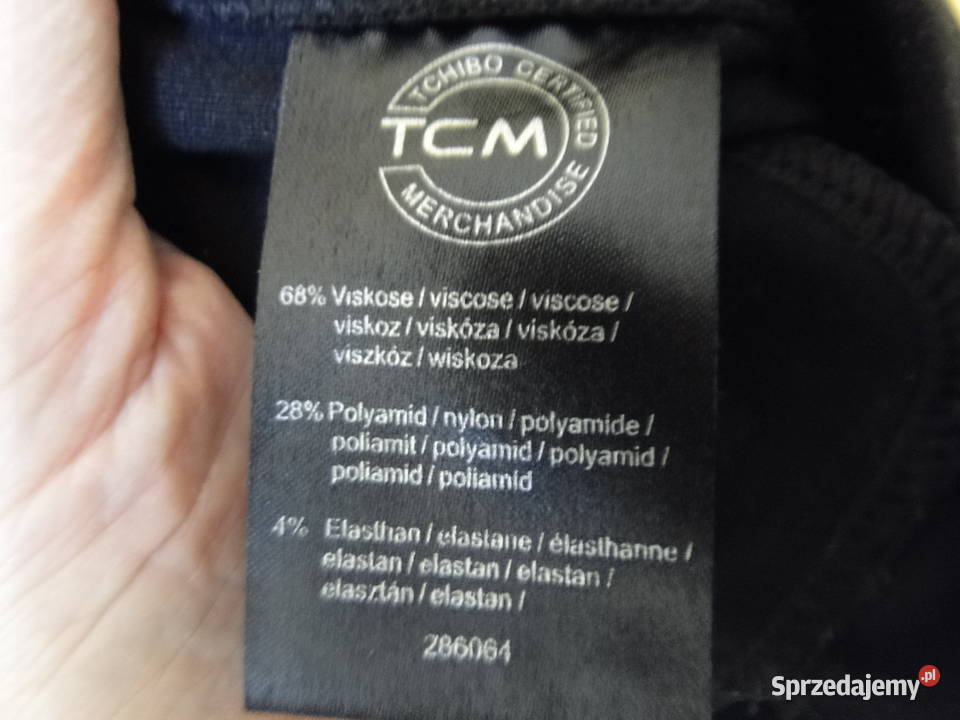 TCHIBO CERTIFIED
TCM
MERCHANDISE
68% Viskose / viscose / viscose /
viskoz / viskóza / viskóza /
viszkóz / wiskoza
28% Polyamid / nylon / polyamide /
poliamit / polyamid / polyamid /
poliamid / poliamid
4% Elasthan / elastane / élasthanne /
elastan / elastan / elastan /
elasztán / elastan /
286064
Sprzedajemy.pl